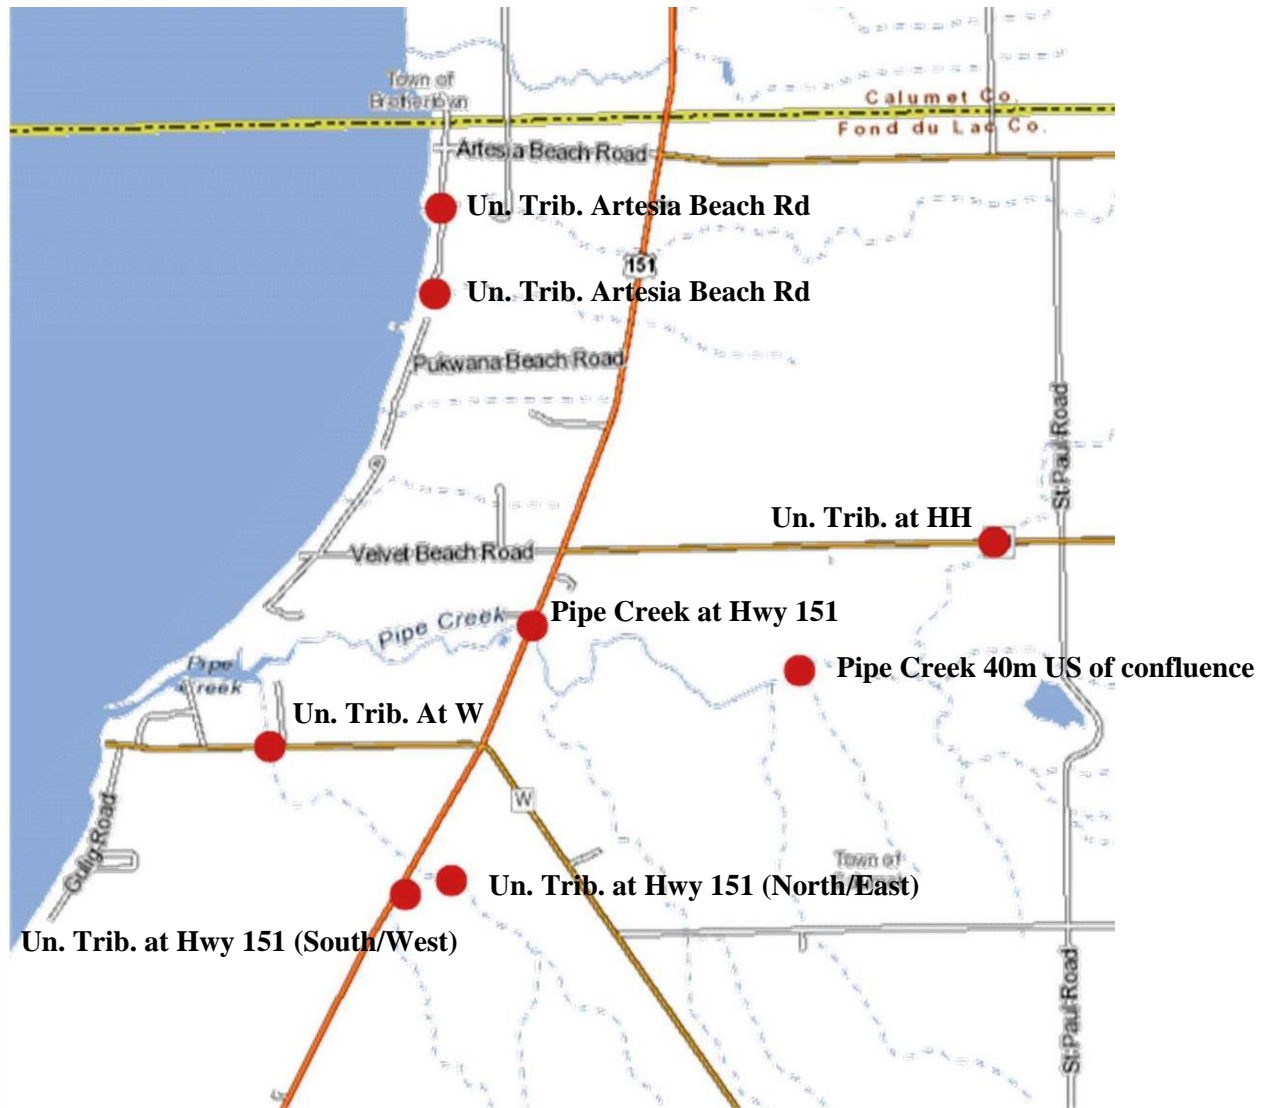 Town of
Brothertown
Calumet Co.
Fond du Lac Co.
Artesia Beach Road
Un. Trib. Artesia Beach Rd
151
Un. Trib. Artesia Beach Rd
Pukwana Beach Road
St Paul Road
Un. Trib. at HH
Velvet Beach Road
Pipe Creek at Hwy 151
Pipe Creek
Pipe
Creek
Pipe Creek 40m US of confluence
Un. Trib. At W
W
Gulig Road
Town of
Un. Trib. at Hwy 151 (North/East)
Un. Trib. at Hwy 151 (South/West)
St Paul Road